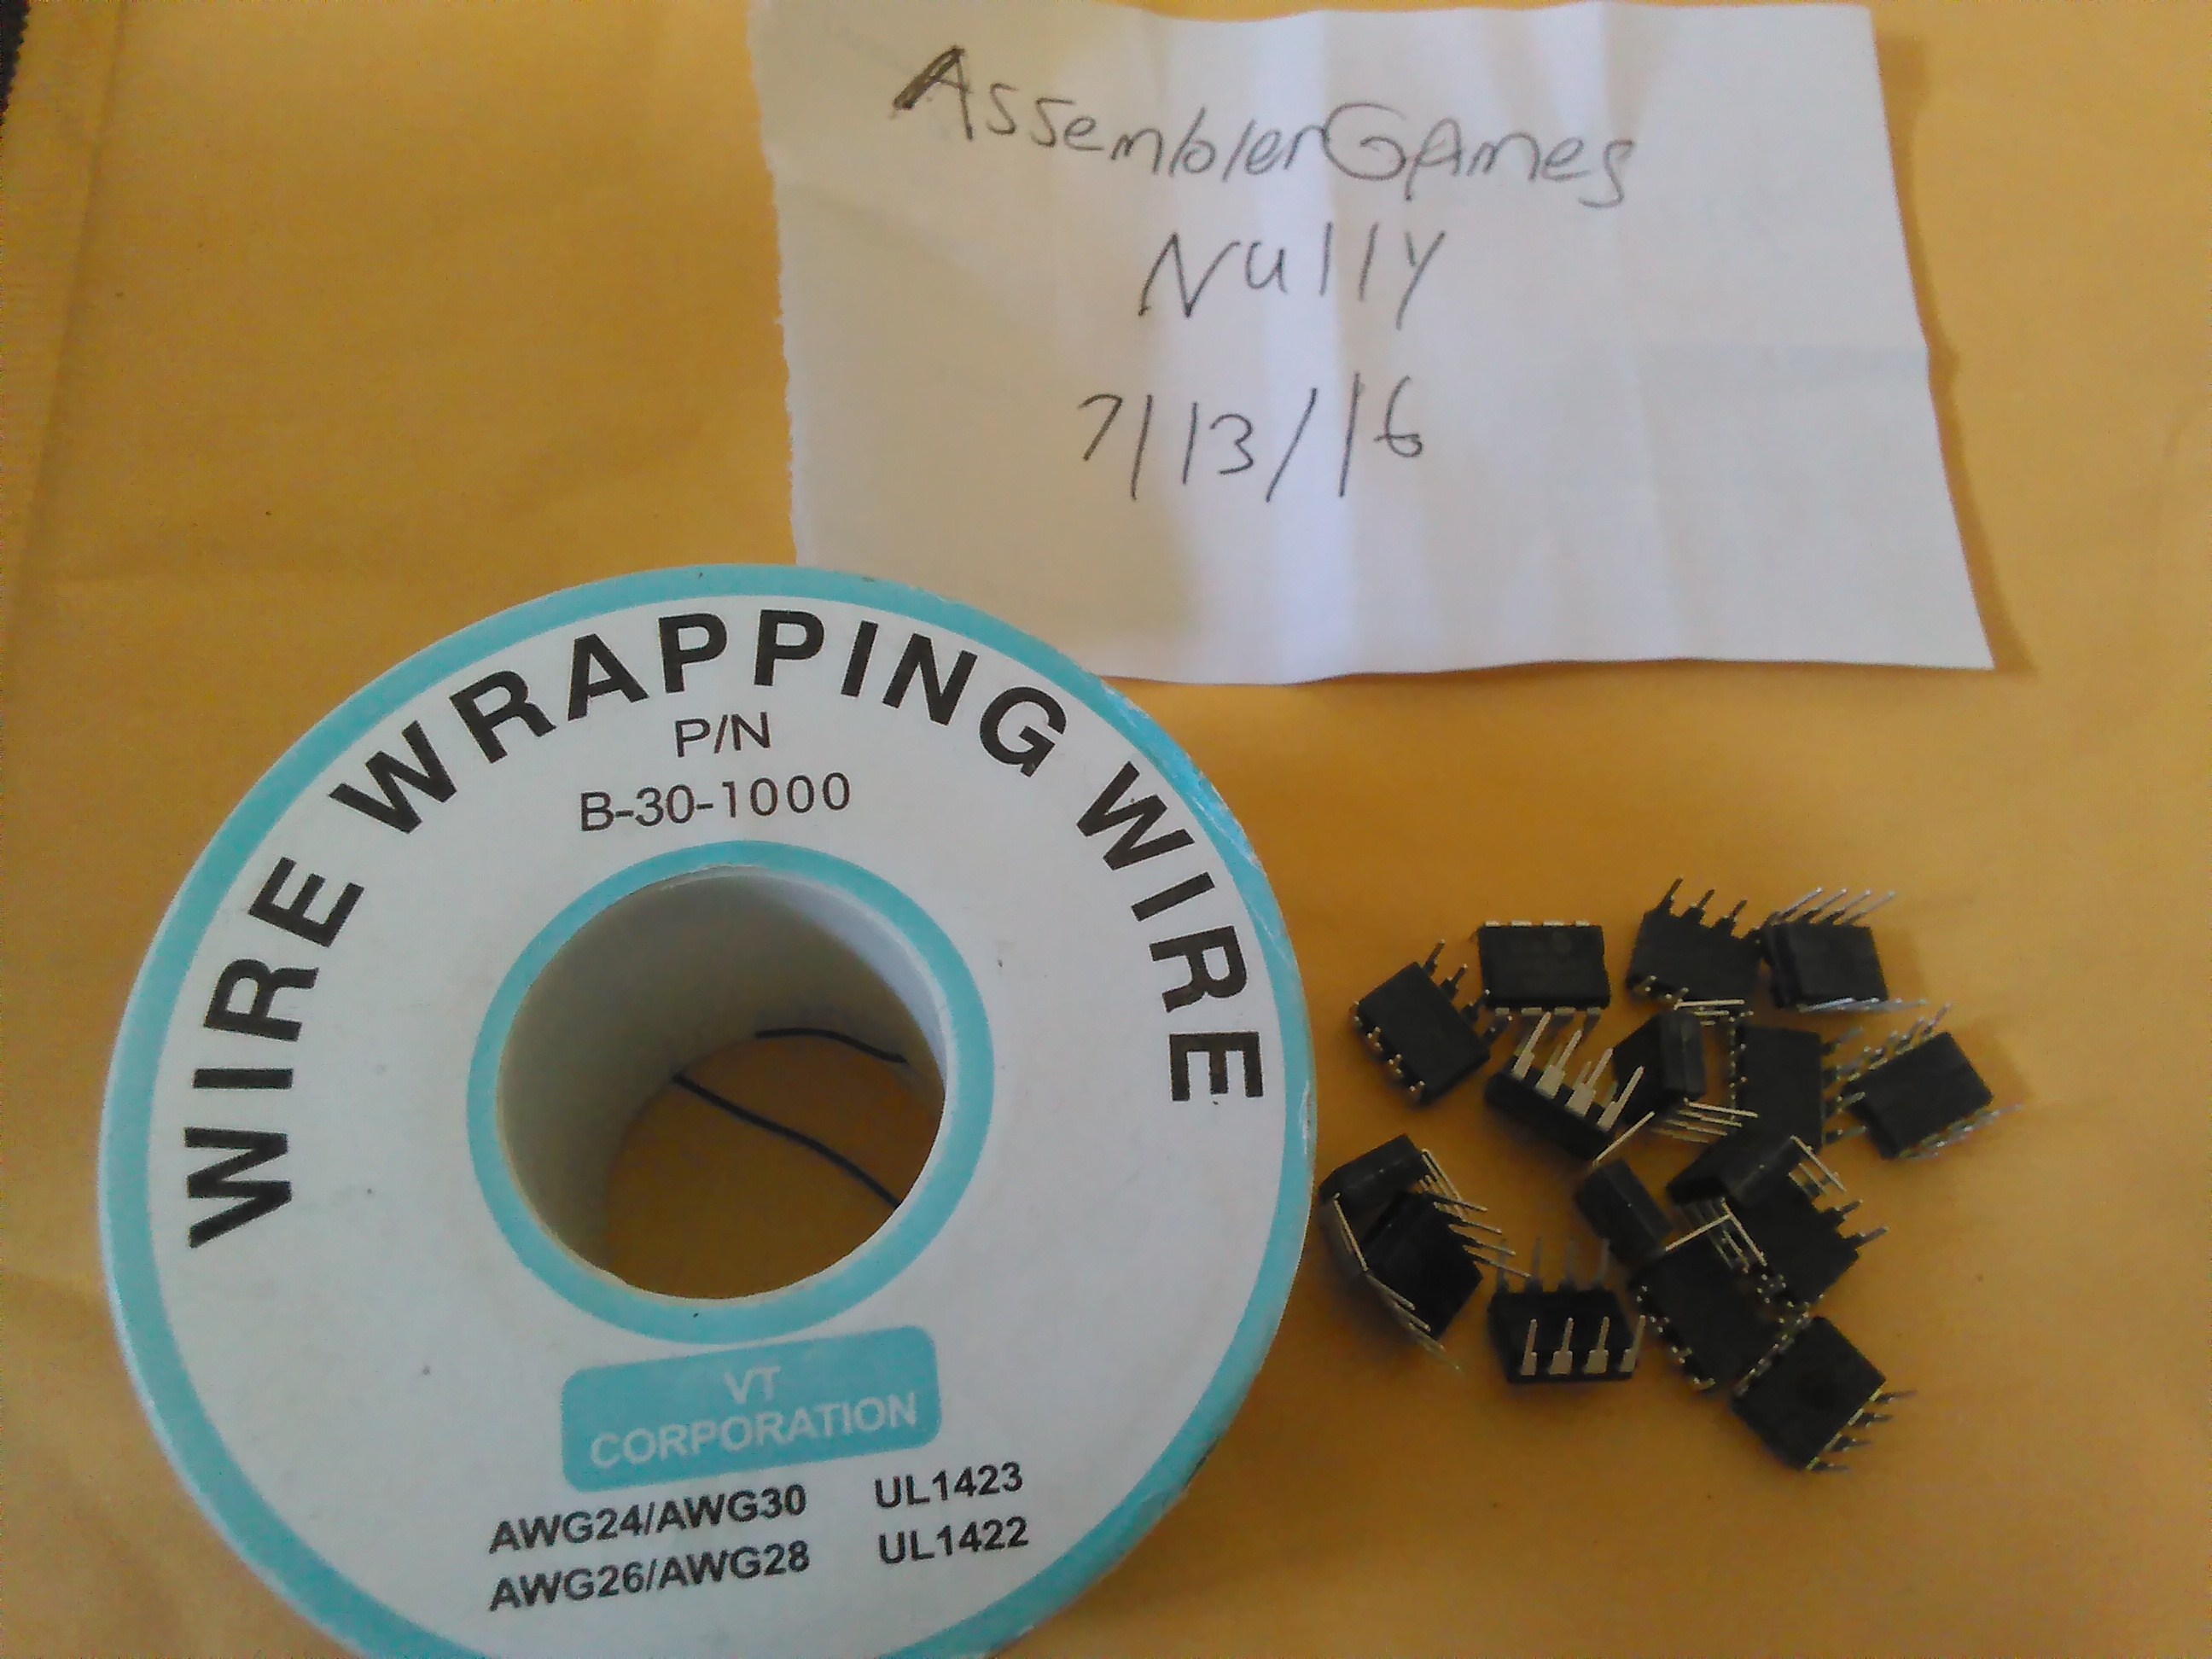 AssemblerGames
Nully
7/13/16
WIRE WRAPPING WIRE
P/N
B-30-1000
VT
CORPORATION
AWG24/AWG30 UL1423
AWG26/AWG28 UL1422